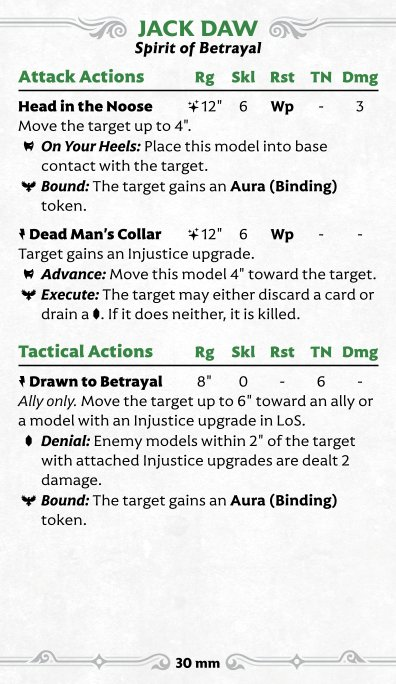 JACK DAW
Spirit of Betrayal
Attack Actions Rg Skl Rst TN Dmg
Head in the Noose 12" 6 Wp - 3
Move the target up to 4".
On Your Heels: Place this model into base
contact with the target.
Bound: The target gains an Aura (Binding)
token.
Dead Man's Collar 12" 6 Wp - -
Target gains an Injustice upgrade.
Advance: Move this model 4" toward the target.
Execute: The target may either discard a card or
drain a . If it does neither, it is killed.
Tactical Actions Rg Skl Rst TN Dmg
Drawn to Betrayal 8" 0 - 6 -
Ally only. Move the target up to 6" toward an ally or
a model with an Injustice upgrade in LoS.
Denial: Enemy models within 2" of the target
with attached Injustice upgrades are dealt 2
damage.
Bound: The target gains an Aura (Binding)
token.
30 mm